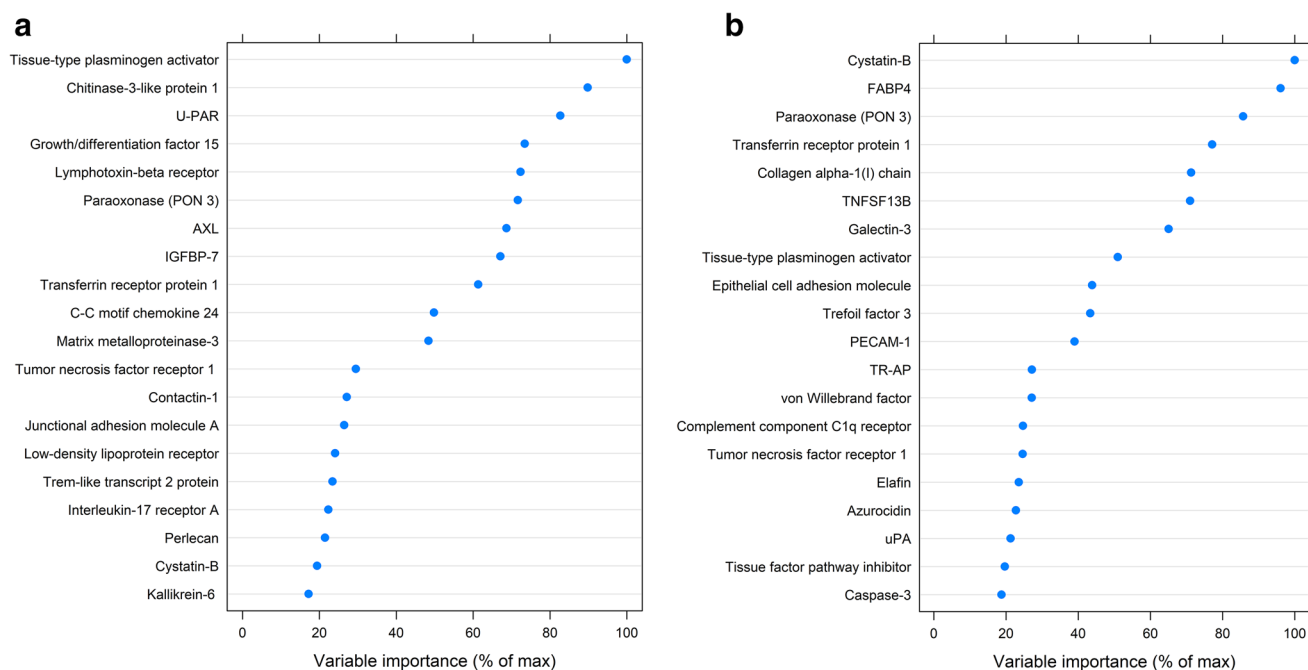 a
Tissue-type plasminogen activator
Chitinase-3-like protein 1
U-PAR
Growth/differentiation factor 15
Lymphotoxin-beta receptor
Paraoxonase (PON 3)
AXL
IGFBP-7
Transferrin receptor protein 1
C-C motif chemokine 24
Matrix metalloproteinase-3
Tumor necrosis factor receptor 1
Contactin-1
Junctional adhesion molecule A
Low-density lipoprotein receptor
Trem-like transcript 2 protein
Interleukin-17 receptor A
Perlecan
Cystatin-B
Kallikrein-6
0 20 40 60 80 100
Variable importance (% of max)
b
Cystatin-B
FABP4
Paraoxonase (PON 3)
Transferrin receptor protein 1
Collagen alpha-1(I) chain
TNFSF13B
Galectin-3
Tissue-type plasminogen activator
Epithelial cell adhesion molecule
Trefoil factor 3
PECAM-1
TR-AP
von Willebrand factor
Complement component C1q receptor
Tumor necrosis factor receptor 1
Elafin
Azurocidin
uPA
Tissue factor pathway inhibitor
Caspase-3
0 20 40 60 80 100
Variable importance (% of max)